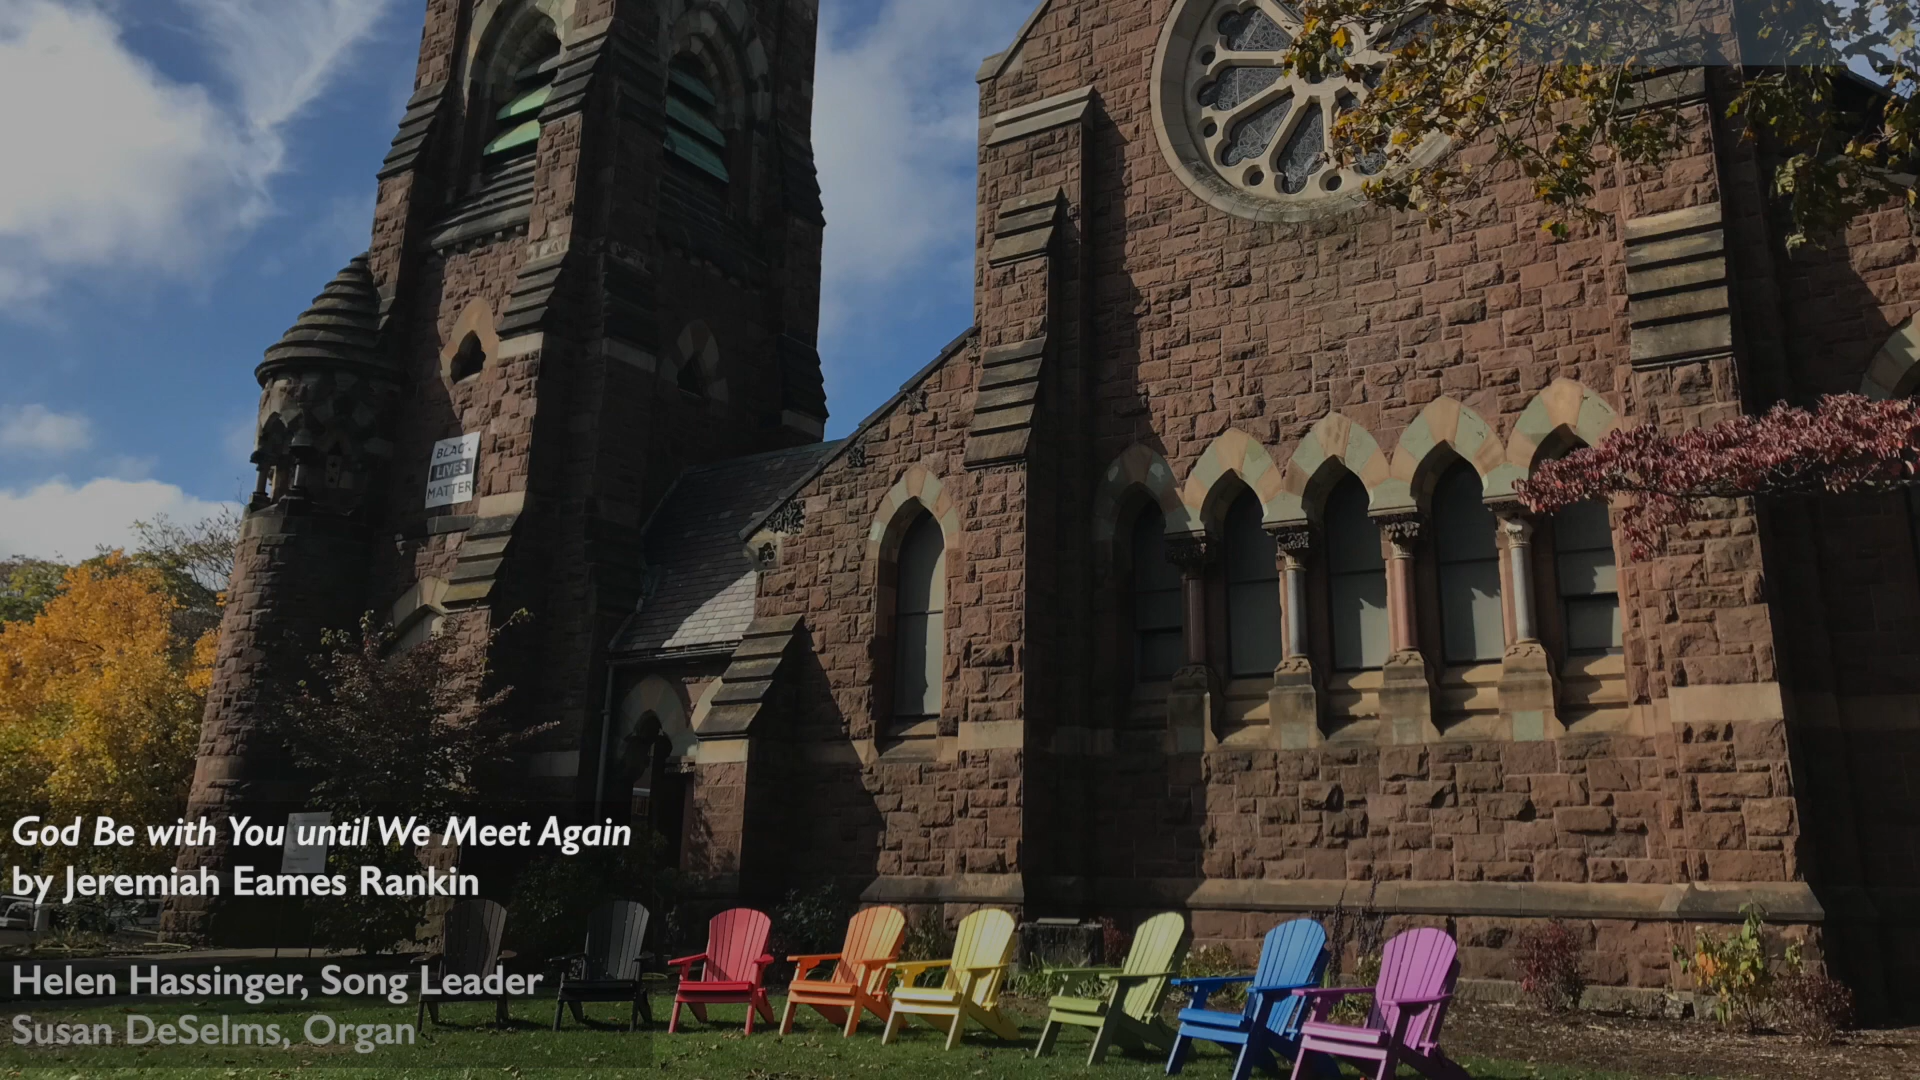 BLACK
LIVES
MATTER
God Be with You until We Meet Again
by Jeremiah Eames Rankin
Helen Hassinger, Song Leader
Susan DeSelms, Organ